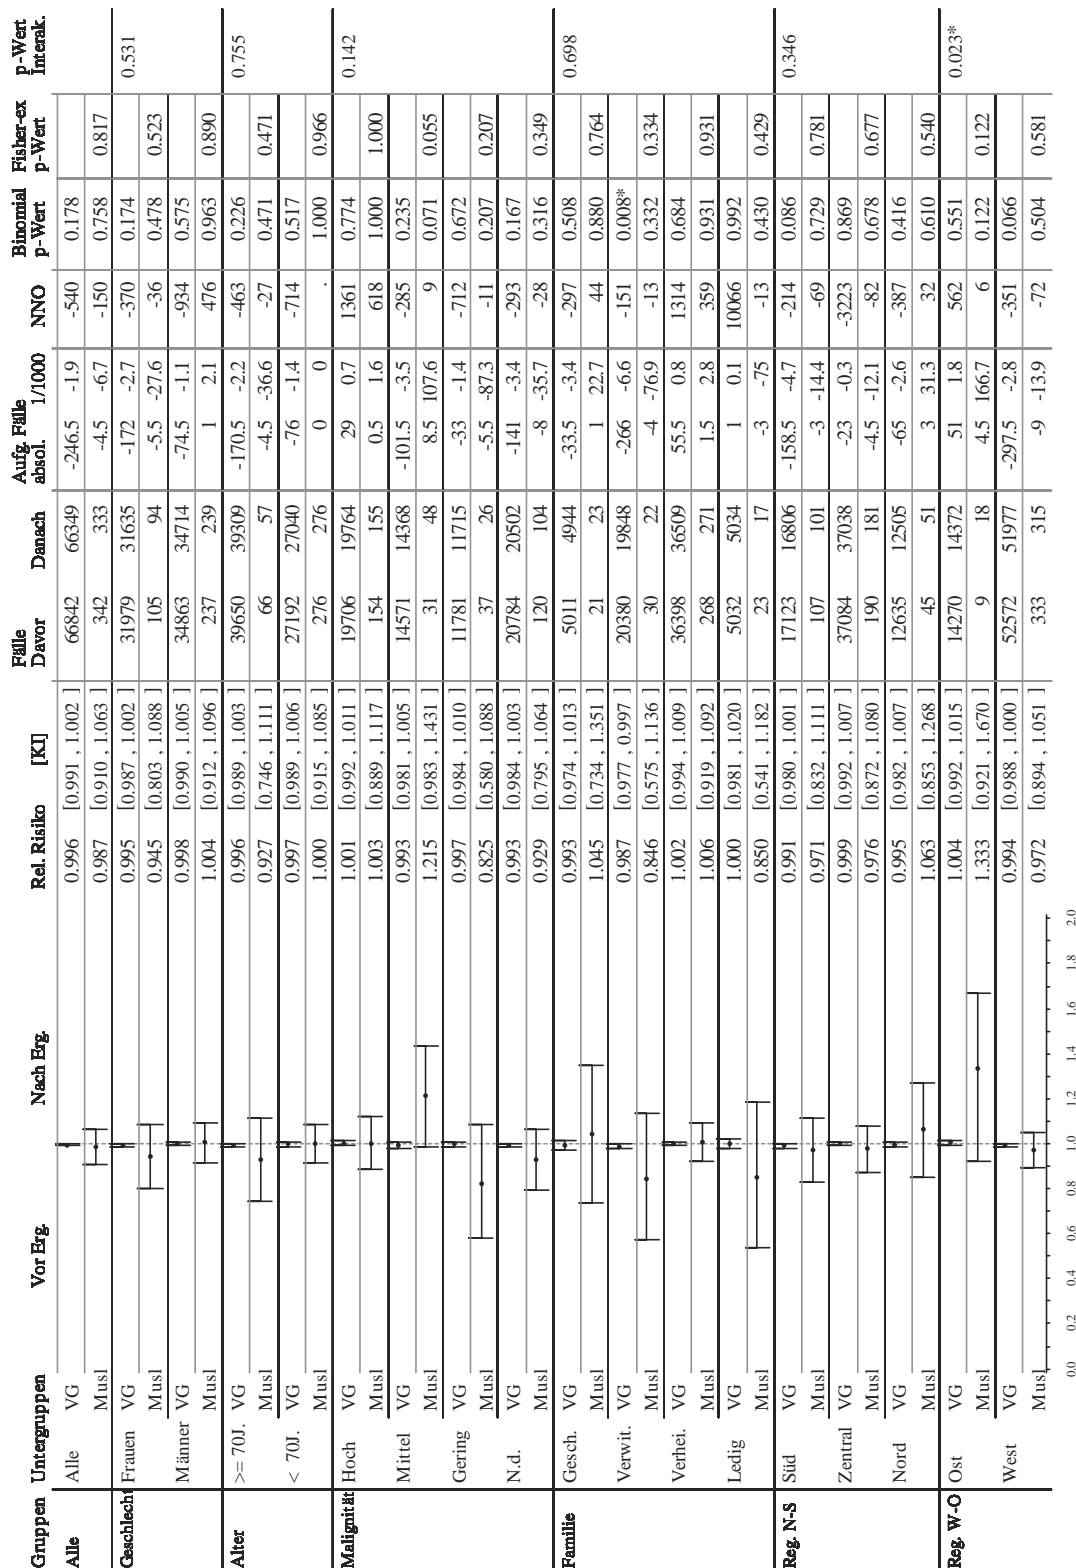 Gruppen Untergruppen Vor Erg. Nach Erg. Rel. Risiko [KI] Fälle Davor Danach Aufg. Fälle absol. 1/1000 NNO Binomial p-Wert Fisher-ex p-Wert p-Wert Interak.
Alle Alle VG 0.996 [0.991 , 1.002 ] 66842 66349 -246.5 -1.9 -540 0.178
Musl 0.987 [0.910 , 1.063 ] 342 333 -4.5 -6.7 -150 0.758 0.817
Geschlecht Frauen VG 0.995 [0.987 , 1.002 ] 31979 31635 -172 -2.7 -370 0.174 0.531
Musl 0.945 [0.803 , 1.088 ] 105 94 -5.5 -27.6 -36 0.478 0.523
Männer VG 0.998 [0.990 , 1.005 ] 34863 34714 -74.5 -1.1 -934 0.575
Musl 1.004 [0.912 , 1.096 ] 237 239 1 2.1 476 0.963 0.890
Alter >= 70J. VG 0.996 [0.989 , 1.003 ] 39650 39309 -170.5 -2.2 -463 0.226 0.755
Musl 0.927 [0.746 , 1.111 ] 66 57 -4.5 -36.6 -27 0.471 0.471
< 70J. VG 0.997 [0.989 , 1.006 ] 27192 27040 -76 -1.4 -714 0.517
Musl 1.000 [0.915 , 1.085 ] 276 276 0 0 . 1.000 0.966
Malignität Hoch VG 1.001 [0.992 , 1.011 ] 19706 19764 29 0.7 1361 0.774 0.142
Musl 1.003 [0.889 , 1.117 ] 154 155 0.5 1.6 618 1.000 1.000
Mittel VG 0.993 [0.981 , 1.005 ] 14571 14368 -101.5 -3.5 -285 0.235
Musl 1.215 [0.983 , 1.431 ] 31 48 8.5 107.6 9 0.071 0.055
Gering VG 0.997 [0.984 , 1.010 ] 11781 11715 -33 -1.4 -712 0.672
Musl 0.825 [0.580 , 1.088 ] 37 26 -5.5 -87.3 -11 0.207 0.207
N.d. VG 0.993 [0.984 , 1.003 ] 20784 20502 -141 -3.4 -293 0.167
Musl 0.929 [0.795 , 1.064 ] 120 104 -8 -35.7 -28 0.316 0.349
Familie Gesch. VG 0.993 [0.974 , 1.013 ] 5011 4944 -33.5 -3.4 -297 0.508 0.698
Musl 1.045 [0.734 , 1.351 ] 21 23 1 22.7 44 0.880 0.764
Verwit. VG 0.987 [0.977 , 0.997 ] 20380 19848 -266 -6.6 -151 0.008*
Musl 0.846 [0.575 , 1.136 ] 30 22 -4 -76.9 -13 0.332 0.334
Verhei. VG 1.002 [0.994 , 1.009 ] 36398 36509 55.5 0.8 1314 0.684
Musl 1.006 [0.919 , 1.092 ] 268 271 1.5 2.8 359 0.931 0.931
Ledig VG 1.000 [0.981 , 1.020 ] 5032 5034 1 0.1 10066 0.992
Musl 0.850 [0.541 , 1.182 ] 23 17 -3 -75 -13 0.430 0.429
Reg. N-S Süd VG 0.991 [0.980 , 1.001 ] 17123 16806 -158.5 -4.7 -214 0.086 0.346
Musl 0.971 [0.832 , 1.111 ] 107 101 -3 -14.4 -69 0.729 0.781
Zentral VG 0.999 [0.992 , 1.007 ] 37084 37038 -23 -0.3 -3223 0.869
Musl 0.976 [0.872 , 1.080 ] 190 181 -4.5 -12.1 -82 0.678 0.677
Nord VG 0.995 [0.982 , 1.007 ] 12635 12505 -65 -2.6 -387 0.416
Musl 1.063 [0.853 , 1.268 ] 45 51 3 31.3 32 0.610 0.540
Reg. W-O Ost VG 1.004 [0.992 , 1.015 ] 14270 14372 51 1.8 562 0.551 0.023*
Musl 1.333 [0.921 , 1.670 ] 9 18 4.5 166.7 6 0.122 0.122
West VG 0.994 [0.988 , 1.000 ] 52572 51977 -297.5 -2.8 -351 0.066
Musl 0.972 [0.894 , 1.051 ] 333 315 -9 -13.9 -72 0.504 0.581
0.0 0.2 0.4 0.6 0.8 1.0 1.2 1.4 1.6 1.8 2.0